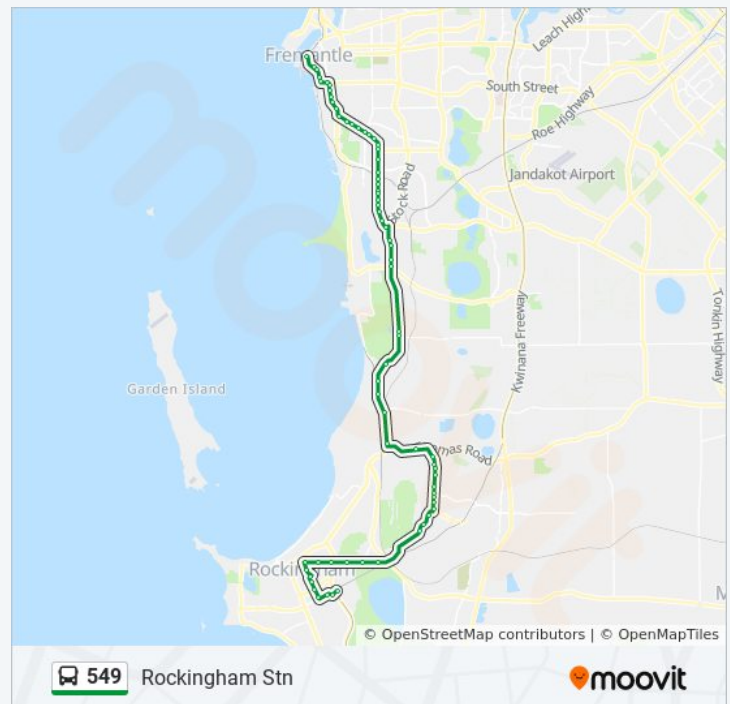 Leach High
Fremantle
South Street
Roe Highway
Jandakot Airport
Stock Road
Kwinana Freeway
Tonkin Highway
Garden Island
omas Road
Rockingham
M
© OpenStreetMap contributors | © OpenMapTiles
549 Rockingham Stn
moovit